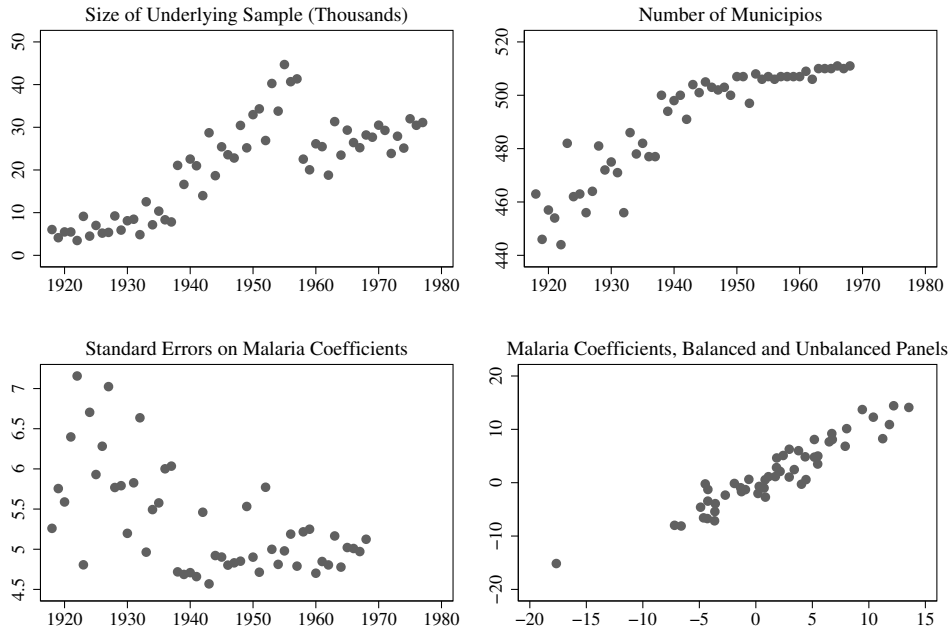 Size of Underlying Sample (Thousands)
50
40
30
20
10
0
1920 1930 1940 1950 1960 1970 1980
Number of Municipios
520
500
480
460
440
1920 1930 1940 1950 1960 1970 1980
Standard Errors on Malaria Coefficients
7
6.5
6
5.5
5
4.5
1920 1930 1940 1950 1960 1970 1980
Malaria Coefficients, Balanced and Unbalanced Panels
20
10
0
−10
−20
−20 −15 −10 −5 0 5 10 15